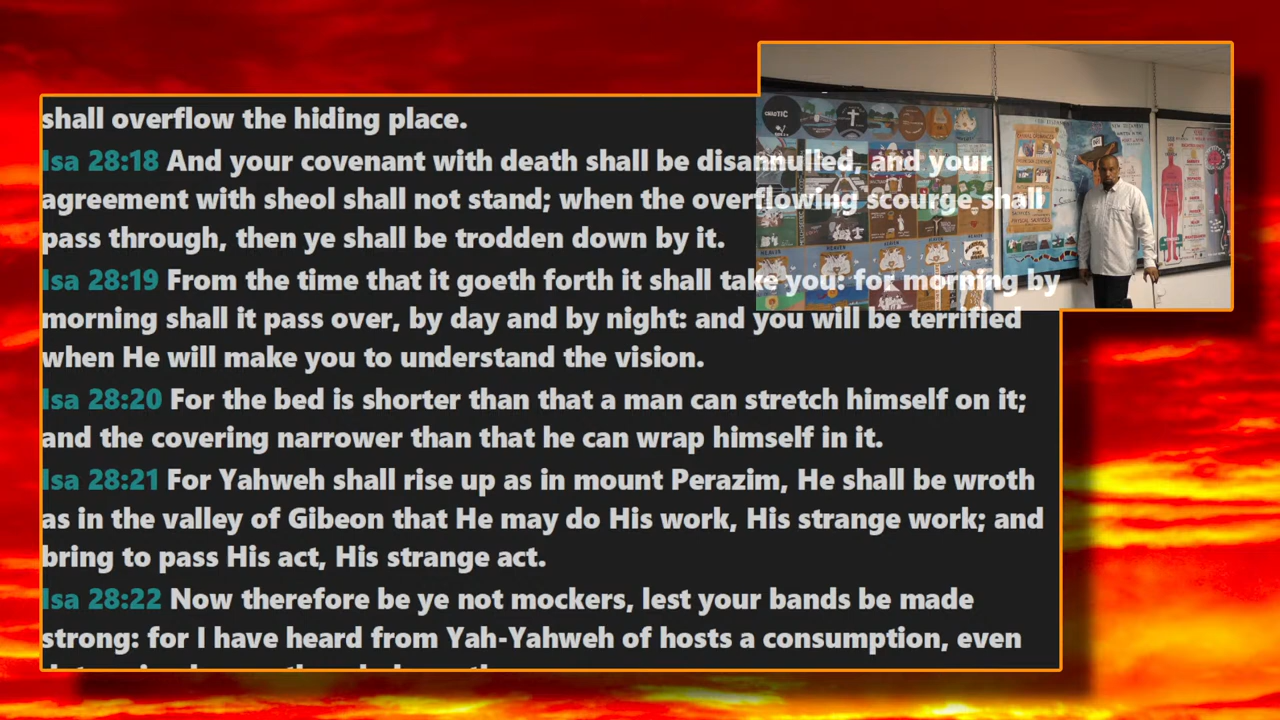 shall overflow the hiding place.
Isa 28:18 And your covenant with death shall be disannulled, and your
agreement with sheol shall not stand; when the overflowing scourge shall
pass through, then ye shall be trodden down by it.
Isa 28:19 From the time that it goeth forth it shall take you: for morning by
morning shall it pass over, by day and by night: and you will be terrified
when He will make you to understand the vision.
Isa 28:20 For the bed is shorter than that a man can stretch himself on it;
and the covering narrower than that he can wrap himself in it.
Isa 28:21 For Yahweh shall rise up as in mount Perazim, He shall be wroth
as in the valley of Gibeon that He may do His work, His strange work; and
bring to pass His act, His strange act.
Isa 28:22 Now therefore be ye not mockers, lest your bands be made
strong: for I have heard from Yah-Yahweh of hosts a consumption, even
CHAOTIC